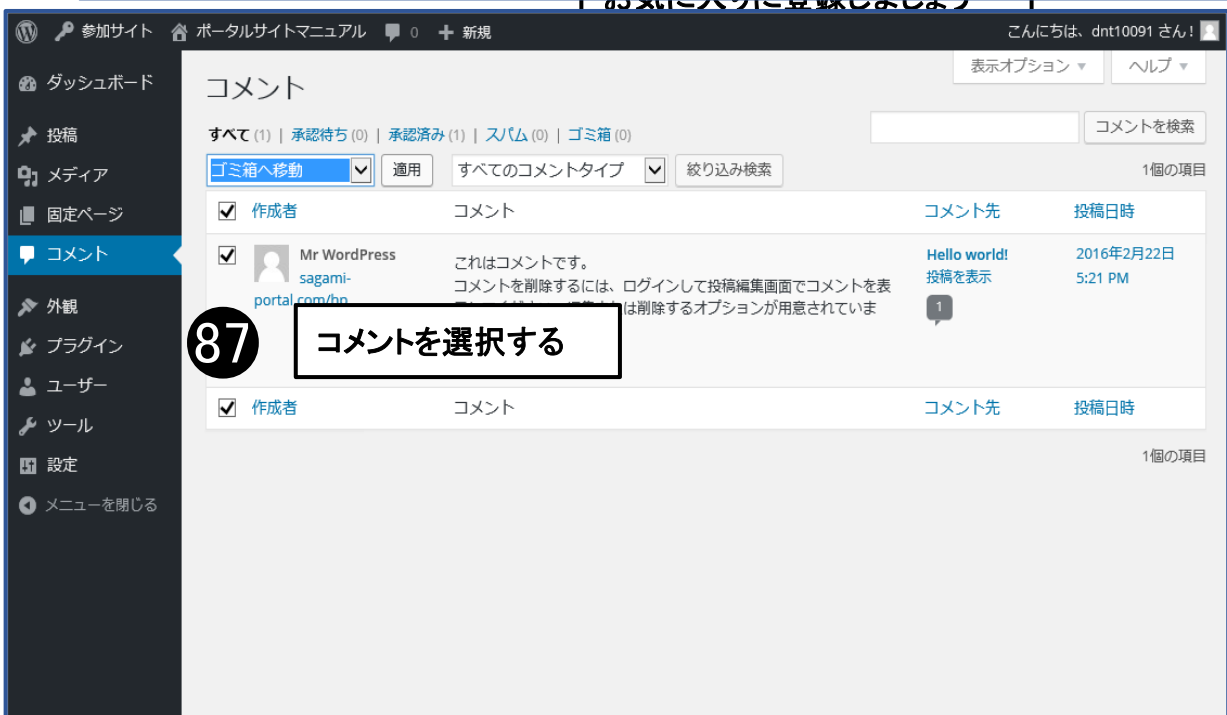 お気に入りに登録しましょう
参加サイト ポータルサイトマニュアル 0 新規 こんにちは、dnt10091 さん!
表示オプション ヘルプ
ダッシュボード
投稿
メディア
固定ページ
コメント
外観
プラグイン
ユーザー
ツール
設定
メニューを閉じる
コメント
すべて (1) | 承認待ち (0) | 承認済み (1) | スパム (0) | ゴミ箱 (0)
コメントを検索
ゴミ箱へ移動 適用 すべてのコメントタイプ 絞り込み検索 1個の項目
作成者 コメント コメント先 投稿日時
Mr WordPress
sagami-
portal.com/hp
これはコメントです。
コメントを削除するには、ログインして投稿編集画面でコメントを表
は削除するオプションが用意されていま
Hello world!
投稿を表示
1
2016年2月22日
5:21 PM
87 コメントを選択する
作成者 コメント コメント先 投稿日時
1個の項目